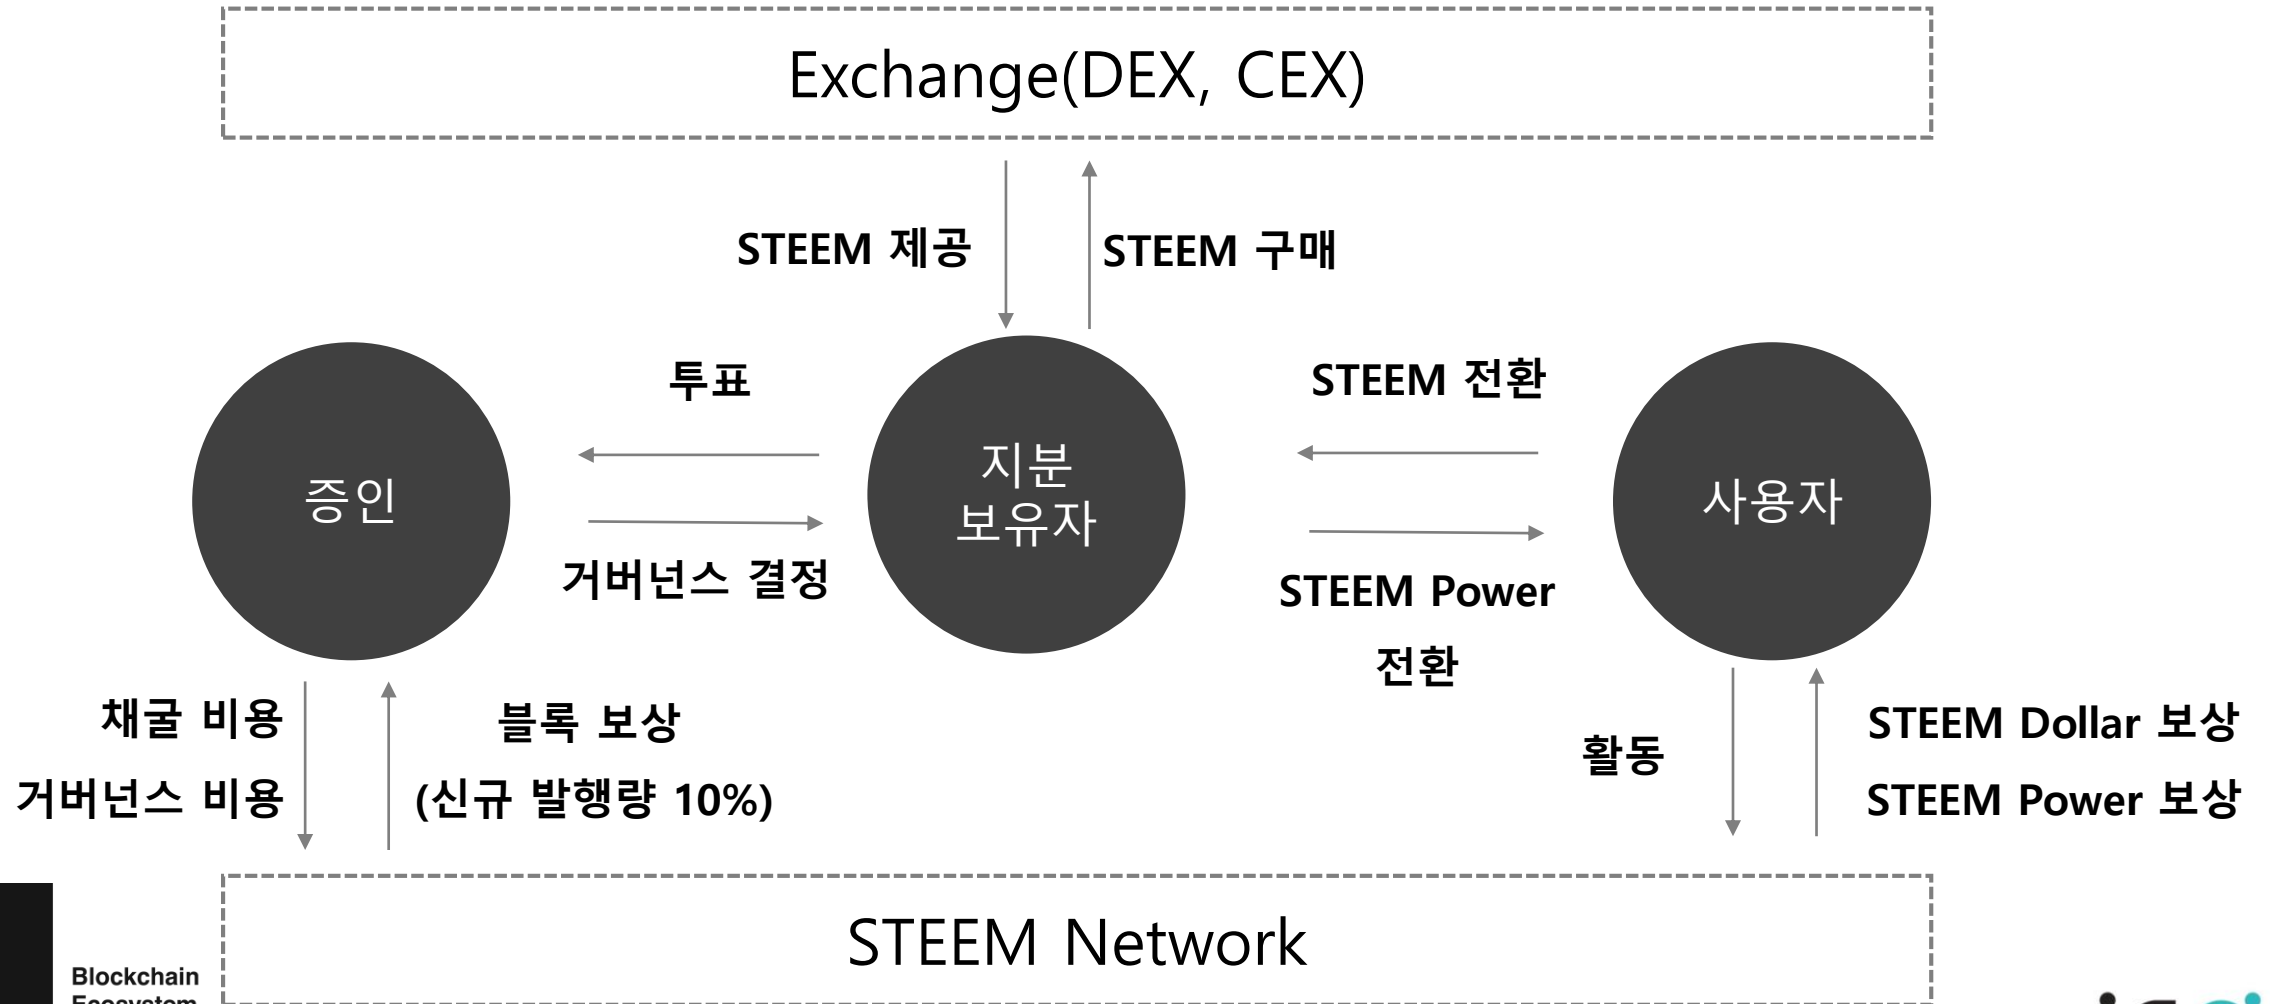 Exchange(DEX, CEX)
STEEM 제공
STEEM 구매
투표
STEEM 전환
증인
지분
보유자
사용자
거버넌스 결정
STEEM Power
전환
채굴 비용
거버넌스 비용
블록 보상
(신규 발행량 10%)
활동
STEEM Dollar 보상
STEEM Power 보상
STEEM Network
Blockchain
Ecosystem